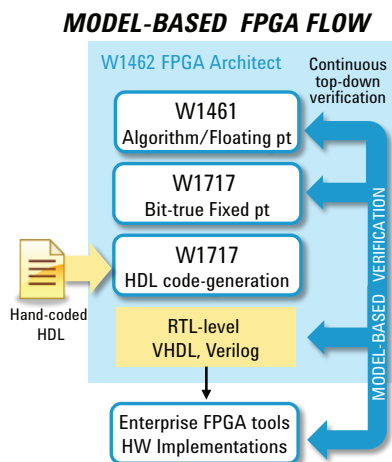 MODEL-BASED FPGA FLOW
W1462 FPGA Architect
Continuous
top-down
verification
W1461
Algorithm/Floating pt
W1717
Bit-true Fixed pt
W1717
HDL code-generation
Hand-coded
HDL
RTL-level
VHDL, Verilog
MODEL-BASED VERIFICATION
Enterprise FPGA tools
HW Implementations